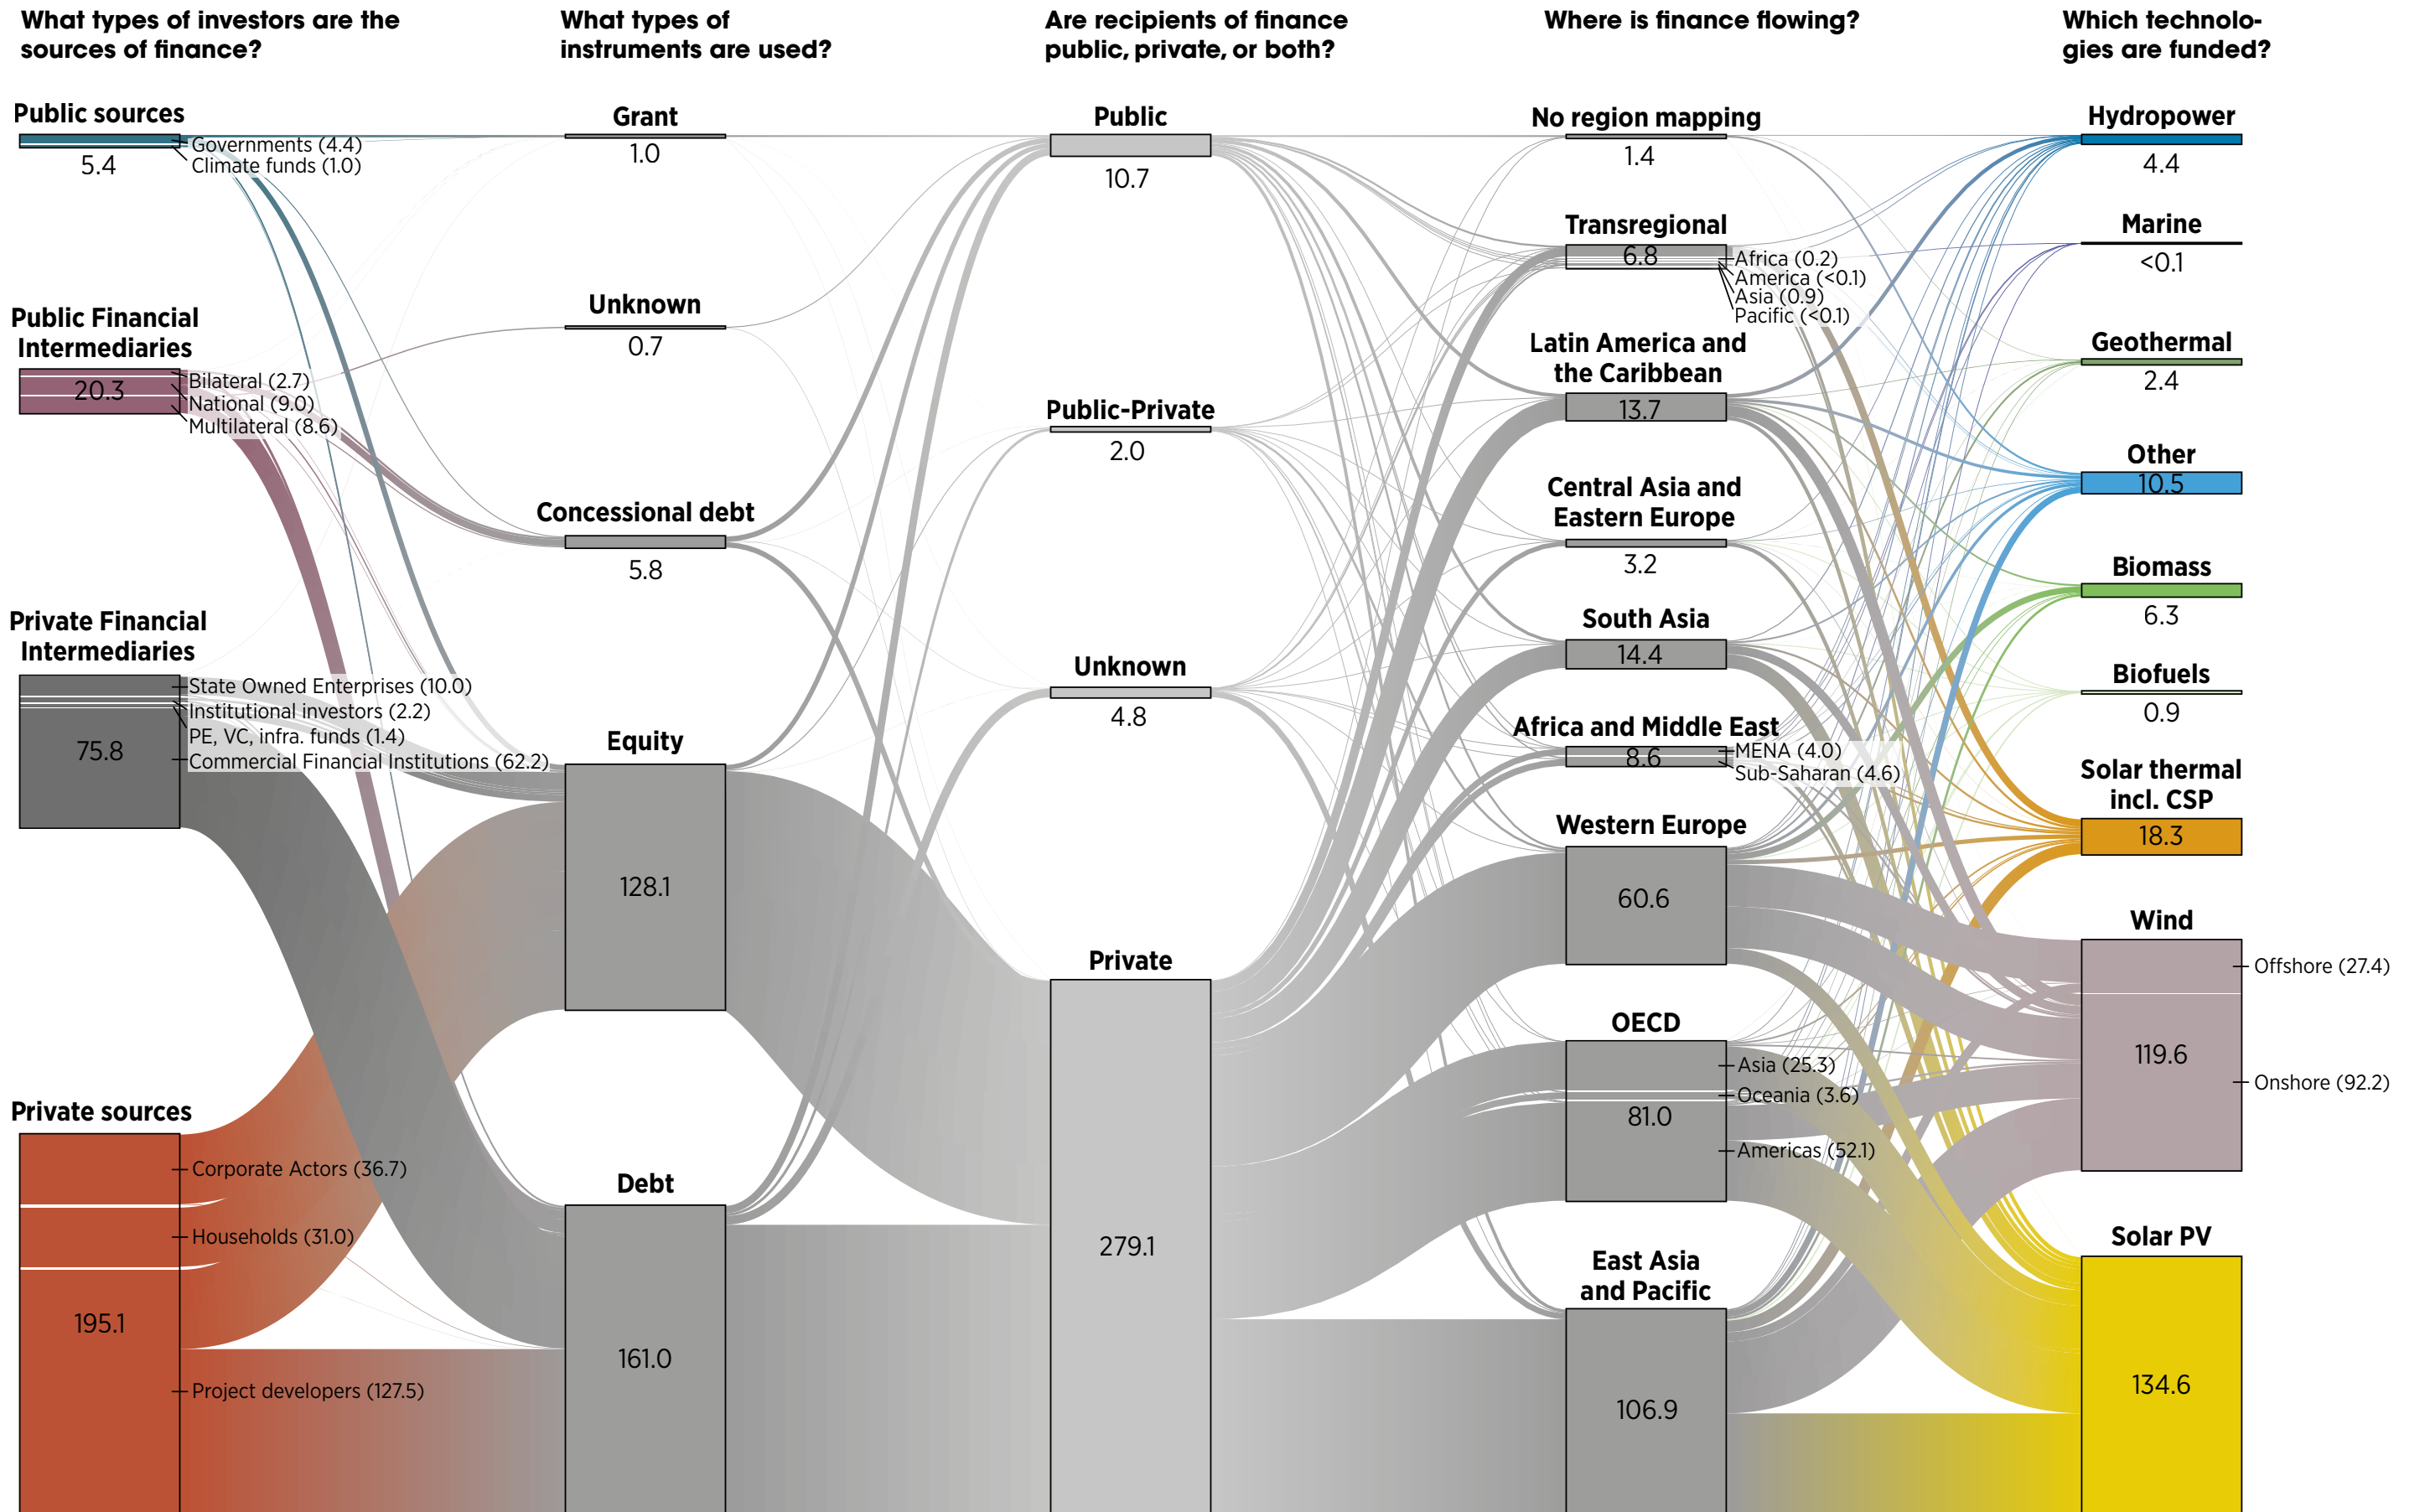 What types of investors are the
sources of finance?
What types of
instruments are used?
Are recipients of finance
public, private, or both?
Where is finance flowing?
Which technolo-
gies are funded?
Public sources
5.4
Governments (4.4)
Climate funds (1.0)
Public Financial
Intermediaries
20.3
Bilateral (2.7)
National (9.0)
Multilateral (8.6)
Private Financial
Intermediaries
75.8
State Owned Enterprises (10.0)
Institutional investors (2.2)
PE, VC, infra. funds (1.4)
Commercial Financial Institutions (62.2)
Private sources
195.1
Corporate Actors (36.7)
Households (31.0)
Project developers (127.5)
Grant
1.0
Unknown
0.7
Concessional debt
5.8
Equity
128.1
Debt
161.0
Public
10.7
Public-Private
2.0
Unknown
4.8
Private
279.1
No region mapping
1.4
Transregional
6.8
Africa (0.2)
America (<0.1)
Asia (0.9)
Pacific (<0.1)
Latin America and
the Caribbean
13.7
Central Asia and
Eastern Europe
3.2
South Asia
14.4
Africa and Middle East
8.6
MENA (4.0)
Sub-Saharan (4.6)
Western Europe
60.6
OECD
81.0
Asia (25.3)
Oceania (3.6)
Americas (52.1)
East Asia
and Pacific
106.9
Hydropower
4.4
Marine
<0.1
Geothermal
2.4
Other
10.5
Biomass
6.3
Biofuels
0.9
Solar thermal
incl. CSP
18.3
Wind
119.6
Offshore (27.4)
Onshore (92.2)
Solar PV
134.6